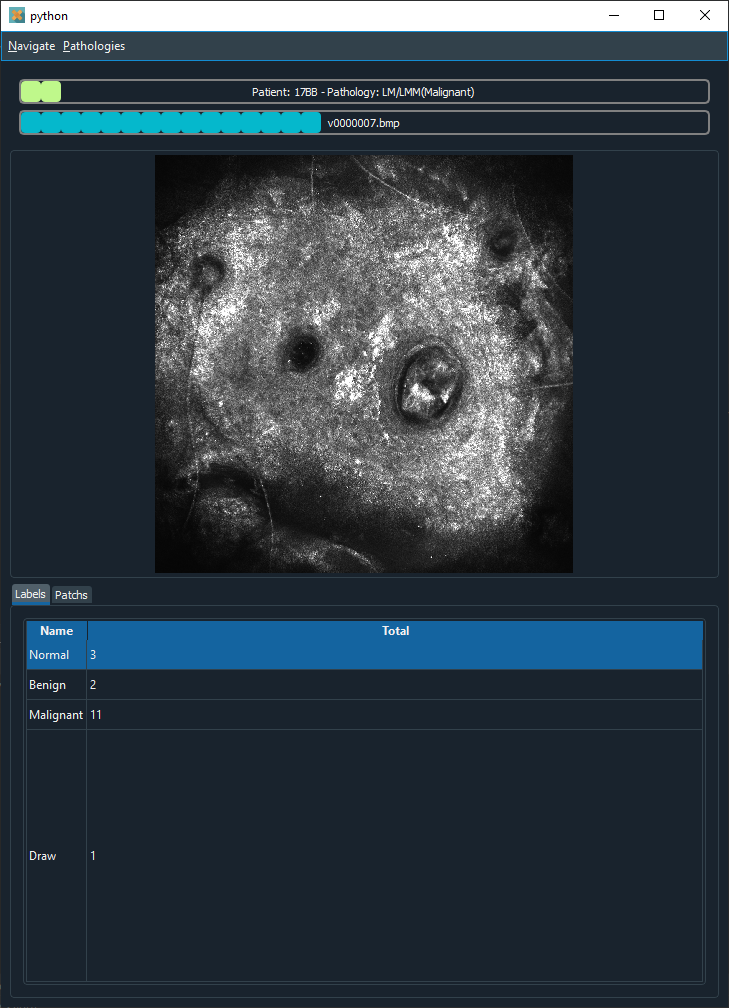 python
Navigate Pathologies
Patient: 17BB - Pathology: LM/LMM(Malignant)
v0000007.bmp
Labels Patchs
Name Total
Normal 3
Benign 2
Malignant 11
Draw 1